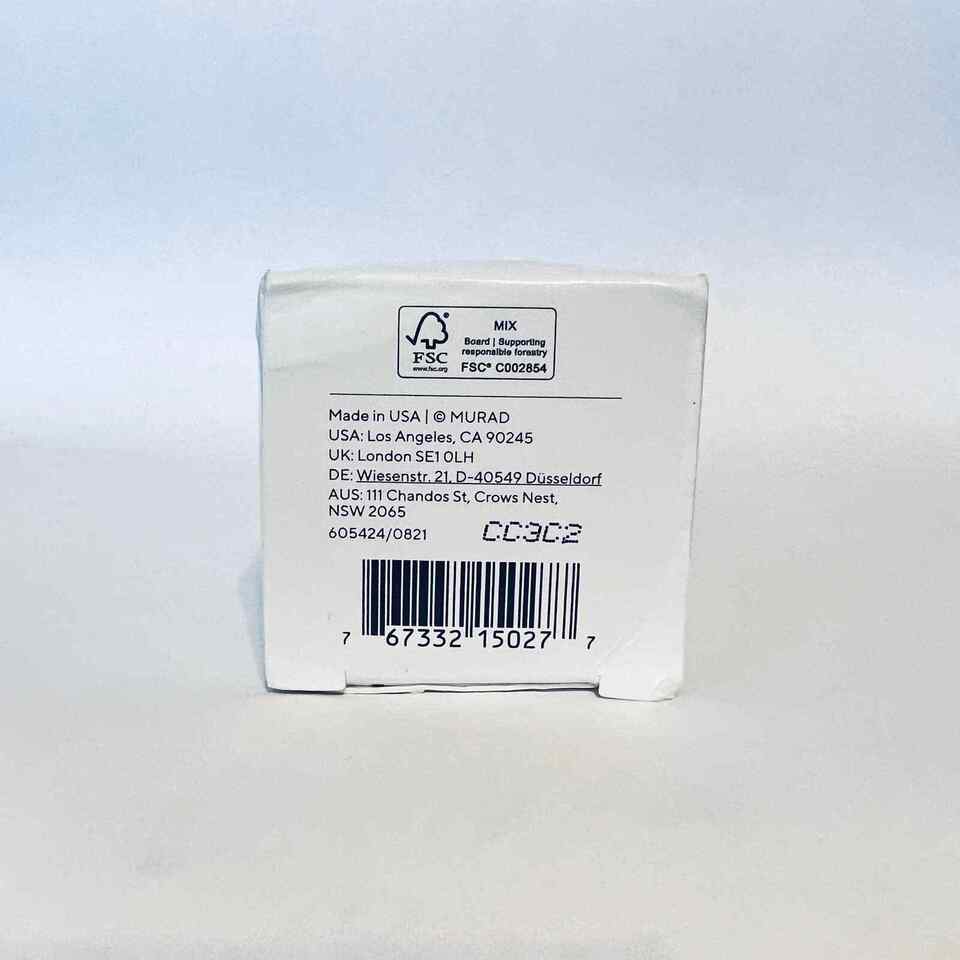 FSC®
www.fsc.org
MIX
Board | Supporting
responsible forestry
FSC® C002854
Made in USA | © MURAD
USA: Los Angeles, CA 90245
UK: London SE1 0LH
DE: Wiesenstr. 21, D-40549 Düsseldorf
AUS: 111 Chandos St, Crows Nest,
NSW 2065
605424/0821 CC3C2
7 67332 15027 7